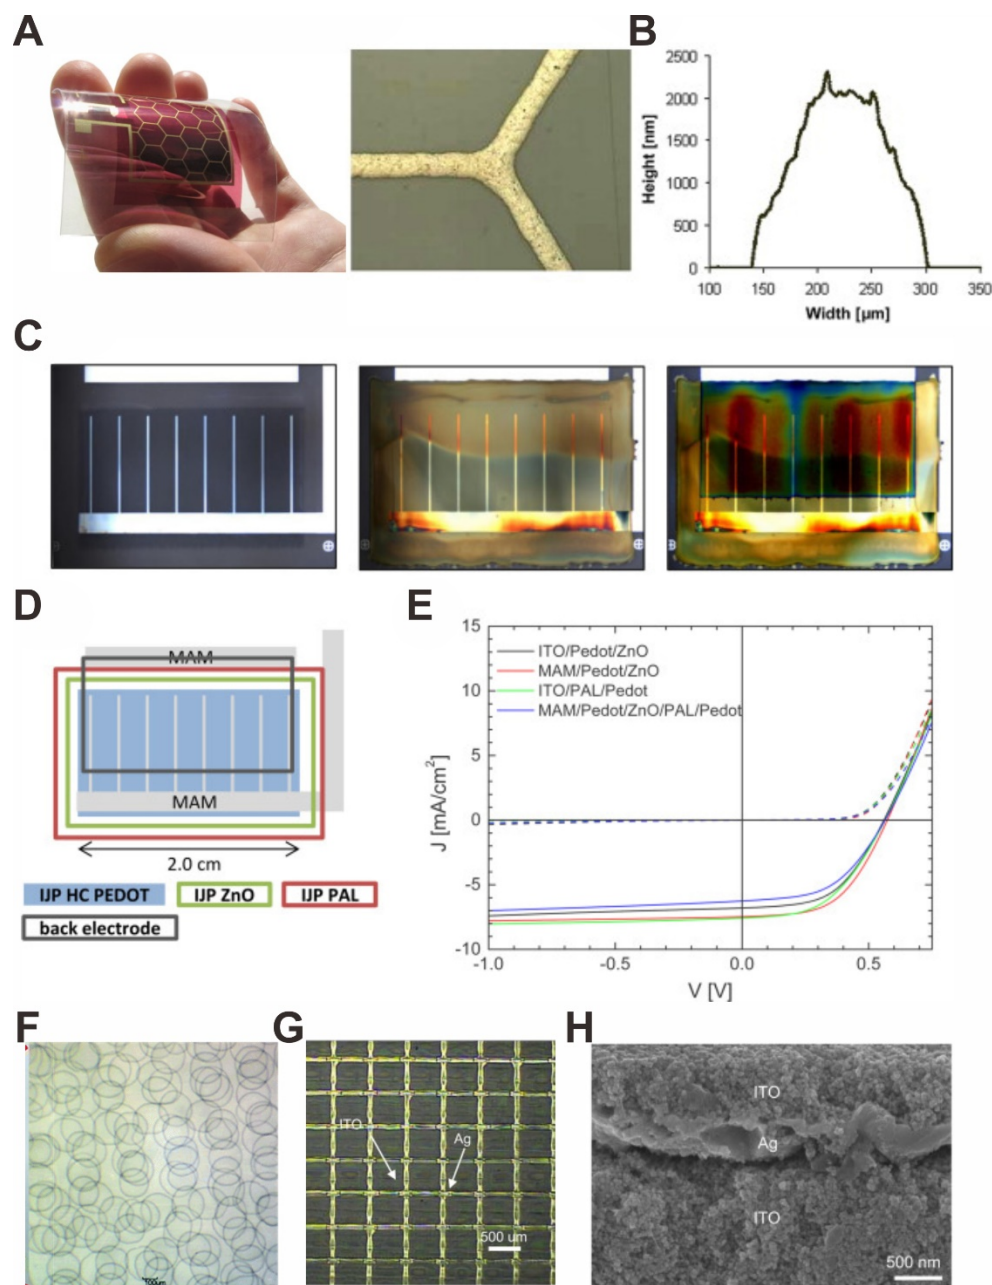 A
B
2500
2000
1500
1000
500
0
Height [nm]
100 150 200 250 300 350
Width [µm]
C
D
MAM
MAM
2.0 cm
IJP HC PEDOT IJP ZnO IJP PAL
back electrode
E
15
10
5
0
-5
-10
J [mA/cm²]
ITO/Pedot/ZnO
MAM/Pedot/ZnO
ITO/PAL/Pedot
MAM/Pedot/ZnO/PAL/Pedot
-1.0 -0.5 0.0 0.5
V [V]
F
G
ITO
Ag
500 um
H
ITO
Ag
ITO
500 nm